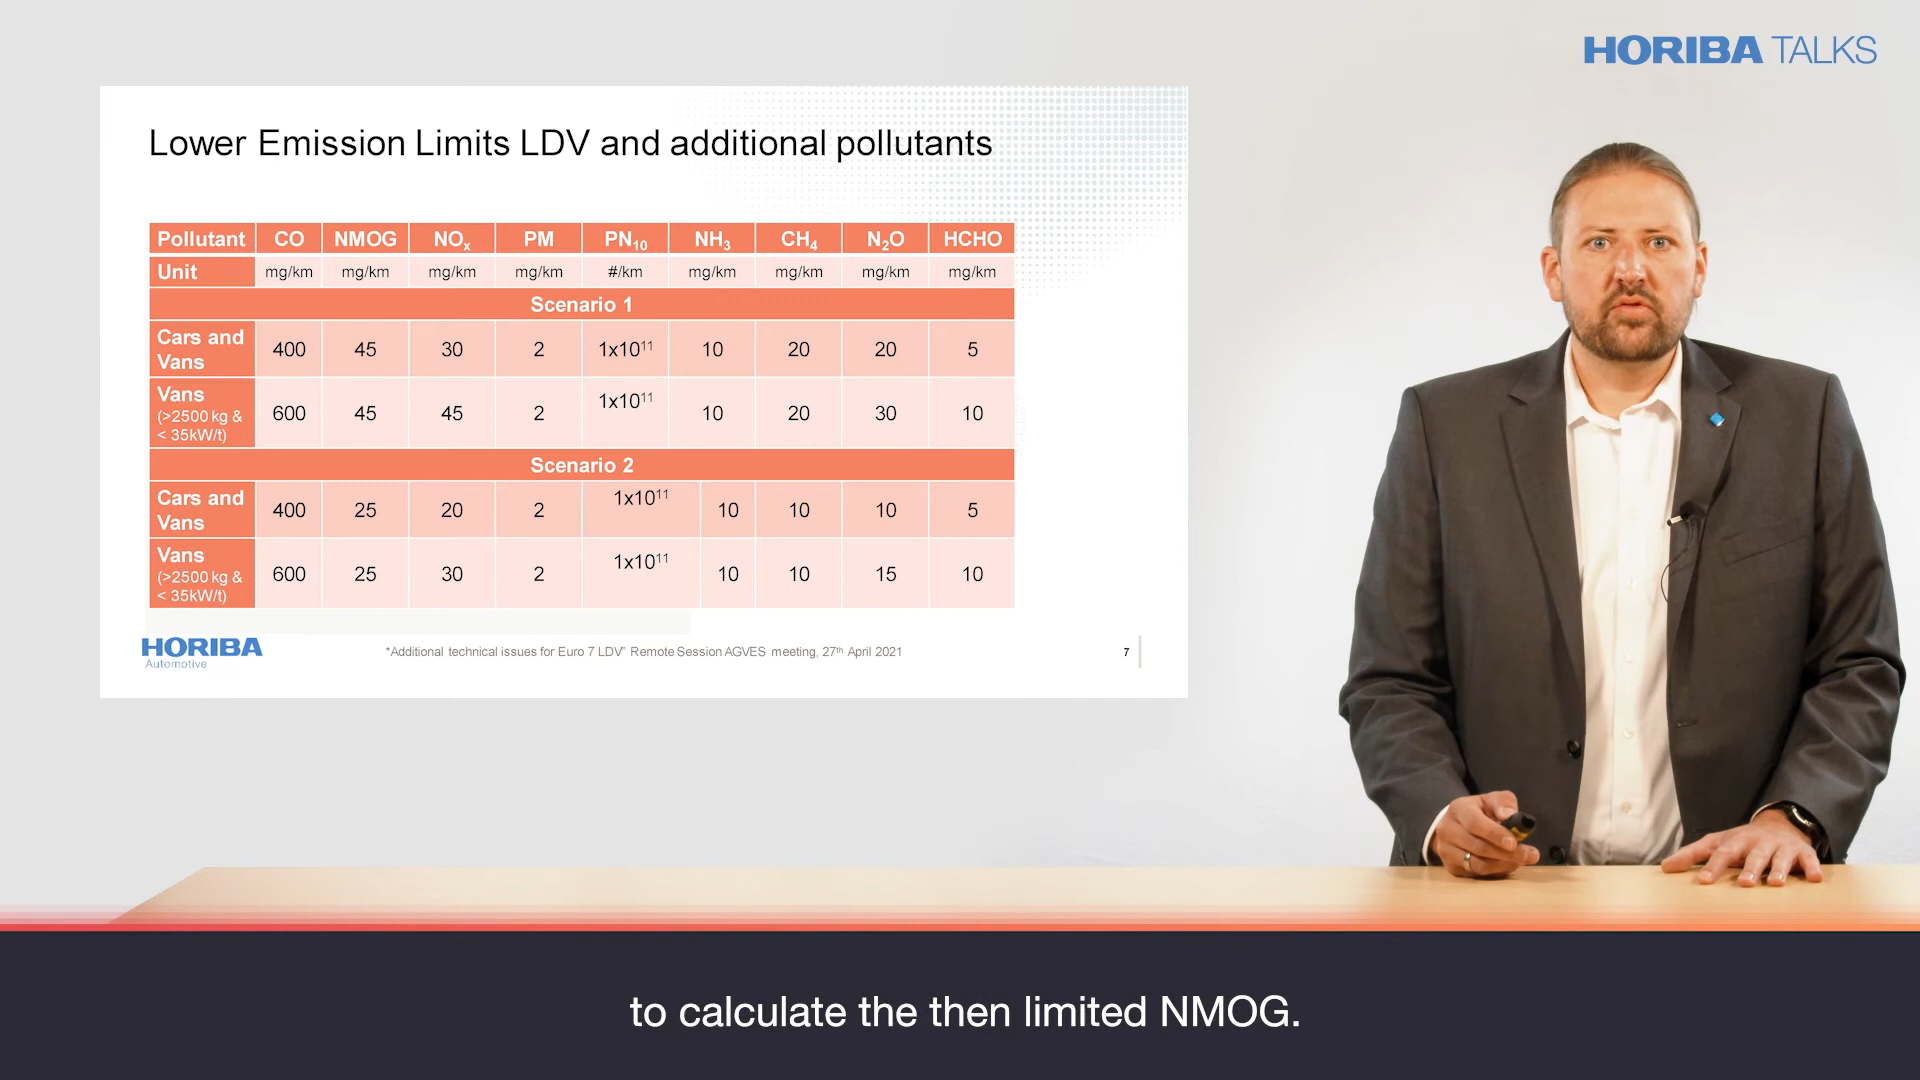 HORIBA TALKS
Lower Emission Limits LDV and additional pollutants
Pollutant CO NMOG NOx PM PN10 NH3 CH4 N2O HCHO
Unit mg/km mg/km mg/km mg/km #/km mg/km mg/km mg/km mg/km
Scenario 1
Cars and Vans 400 45 30 2 1x10¹¹ 10 20 20 5
Vans (>2500 kg & < 35kW/t) 600 45 45 2 1x10¹¹ 10 20 30 10
Scenario 2
Cars and Vans 400 25 20 2 1x10¹¹ 10 10 10 5
Vans (>2500 kg & < 35kW/t) 600 25 30 2 1x10¹¹ 10 10 15 10
HORIBA
Automotive
*Additional technical issues for Euro 7 LDV" Remote Session AGVES meeting, 27th April 2021
7
to calculate the then limited NMOG.